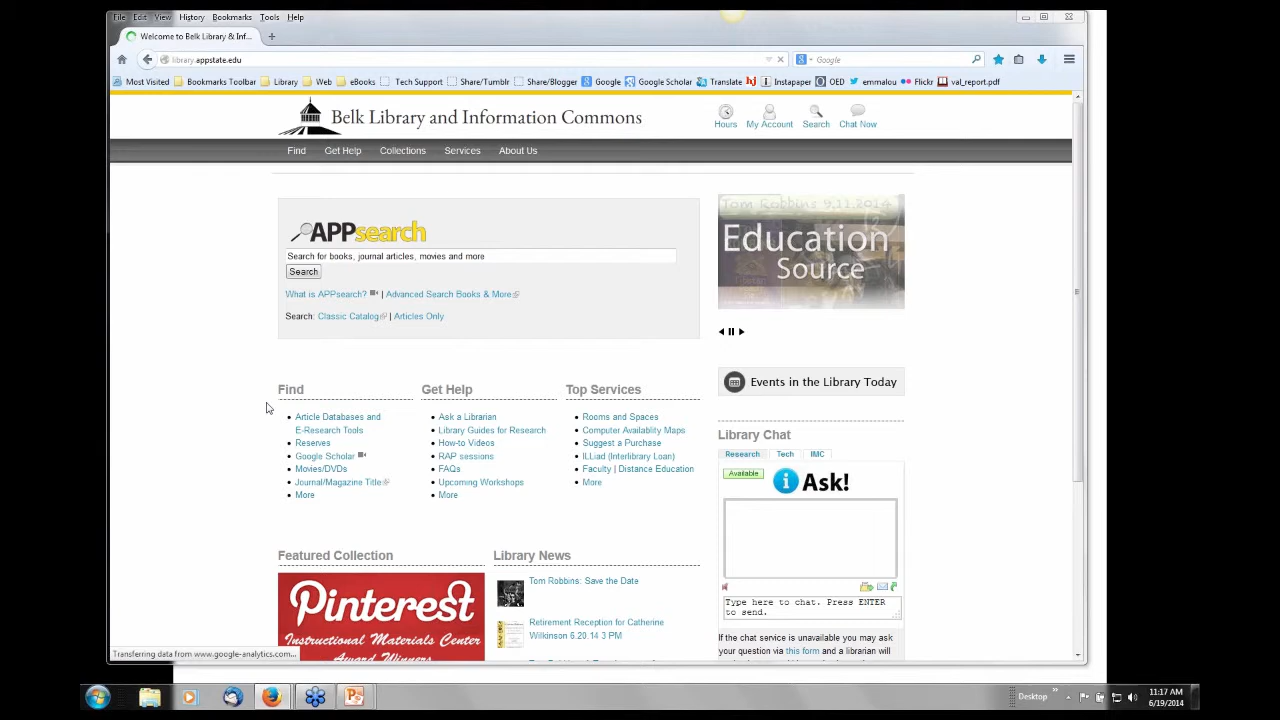 File Edit View History Bookmarks Tools Help
Welcome to Belk Library & Inf...
library.appstate.edu
Google
Most Visited Bookmarks Toolbar Library Web eBooks Tech Support Share/Tumblr Share/Blogger Google Google Scholar Translate Instapaper OED emmalou Flickr val_report.pdf
Belk Library and Information Commons
Hours My Account Search Chat Now
Find Get Help Collections Services About Us
APPsearch
Search for books, journal articles, movies and more
Search
What is APPsearch? | Advanced Search Books & More
Search: Classic Catalog | Articles Only
Tom Robbins 9.11.2014
Education
Source
Events in the Library Today
Find
Article Databases and
E-Research Tools
Reserves
Google Scholar
Movies/DVDs
Journal/Magazine Title
More
Get Help
Ask a Librarian
Library Guides for Research
How-to Videos
RAP sessions
FAQs
Upcoming Workshops
More
Top Services
Rooms and Spaces
Computer Availablity Maps
Suggest a Purchase
ILLiad (Interlibrary Loan)
Faculty | Distance Education
More
Library Chat
Research Tech IMC
Available
Ask!
Type here to chat. Press ENTER
to send.
If the chat service is unavailable you may ask
your question via this form and a librarian will
Featured Collection
Pinterest
Instructional Materials Center
Award Winners
Library News
Tom Robbins: Save the Date
Retirement Reception for Catherine
Wilkinson 6.20.14 3 PM
Transferring data from www.google-analytics.com...
Desktop
11:17 AM
6/19/2014